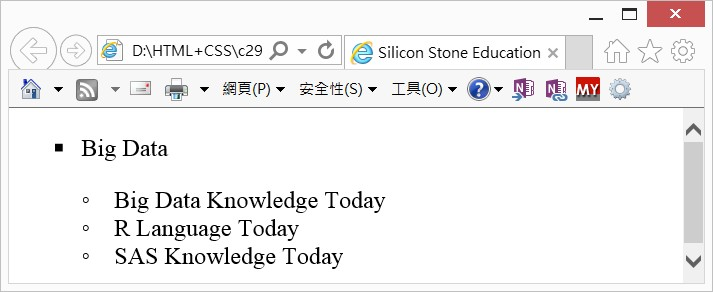 D:\HTML+CSS\c29
Silicon Stone Education
網頁(P) 安全性(S) 工具(O) MY
Big Data
Big Data Knowledge Today
R Language Today
SAS Knowledge Today